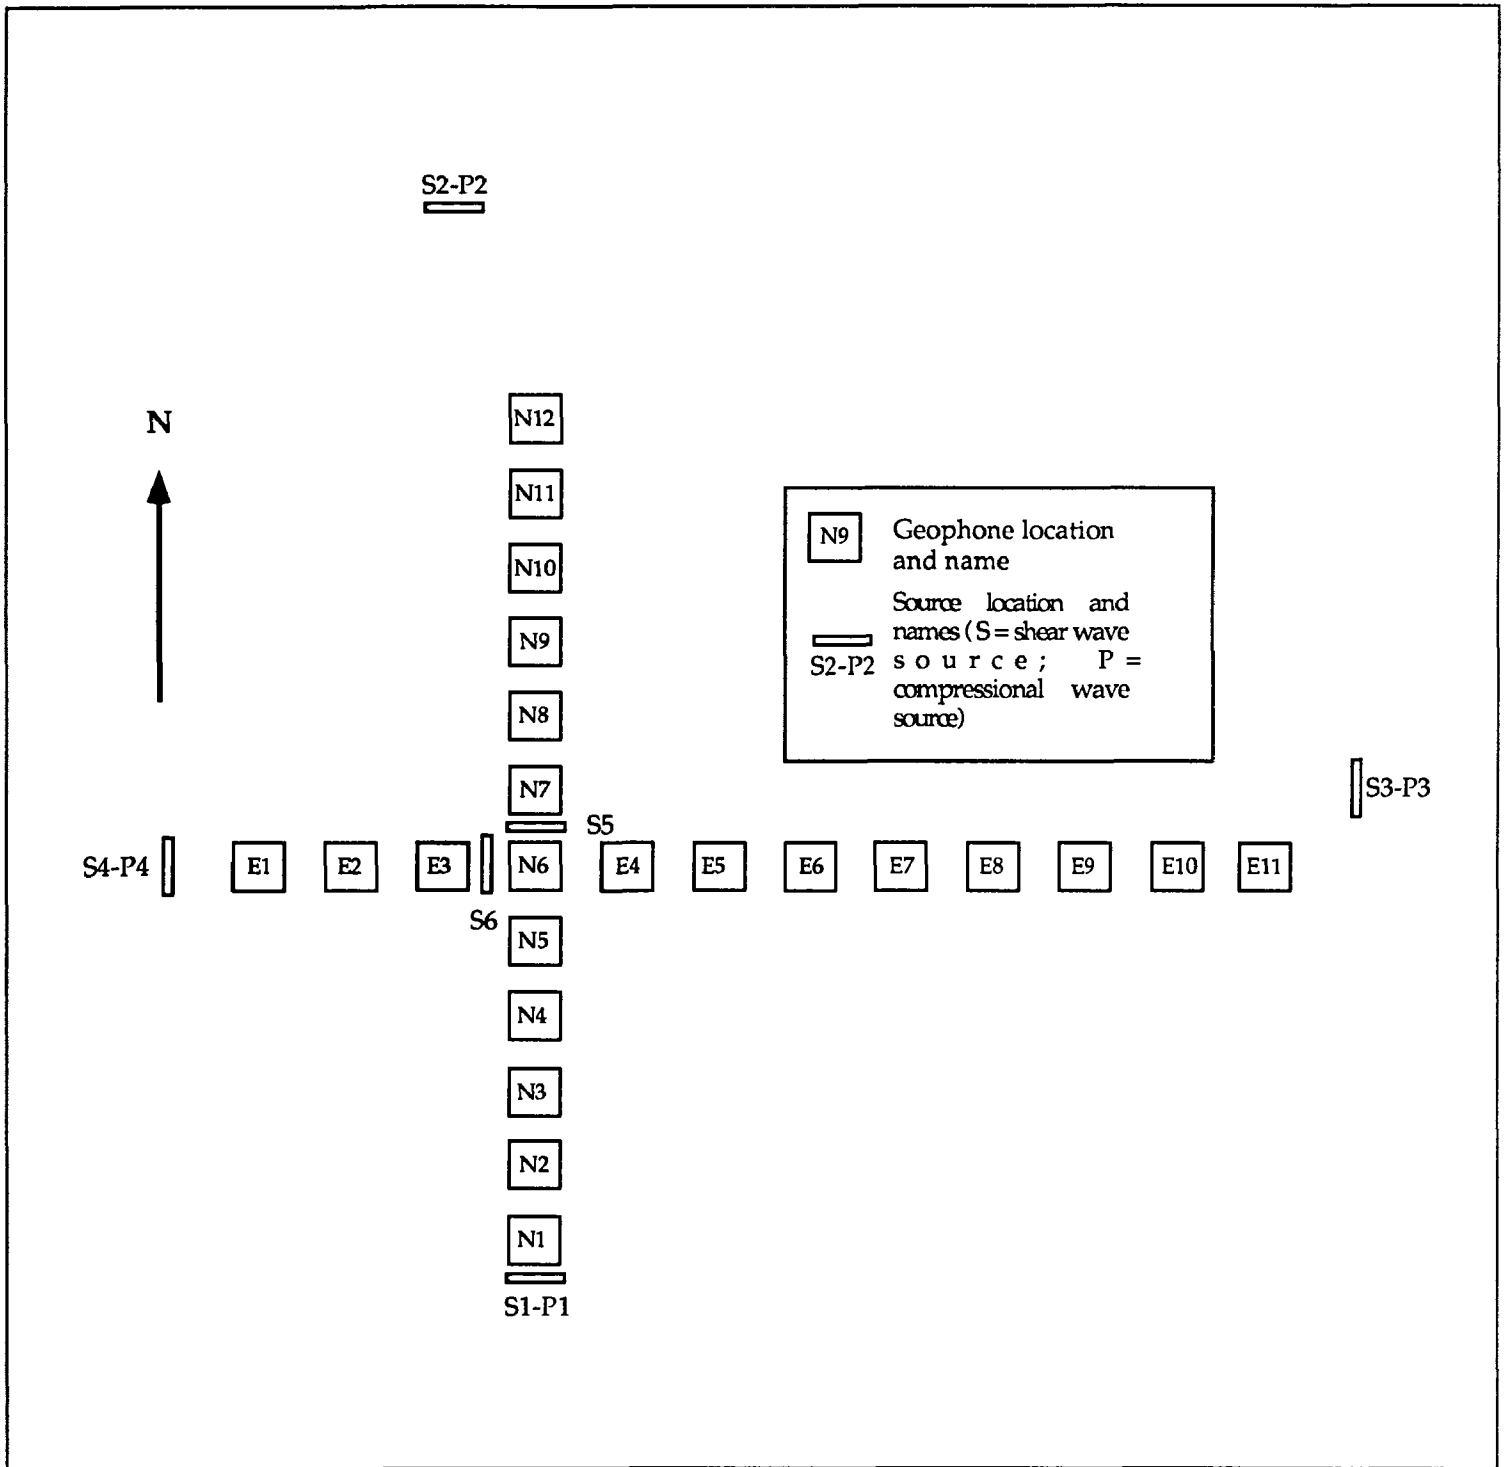 S2-P2
N
N12
N11
N10
N9
N8
N7
N9
Geophone location
and name
S2-P2
Source location and
names (S = shear wave
source; P =
compressional wave
source)
S3-P3
S5
S4-P4
E1
E2
E3
N6
E4
E5
E6
E7
E8
E9
E10
E11
S6
N5
N4
N3
N2
N1
S1-P1